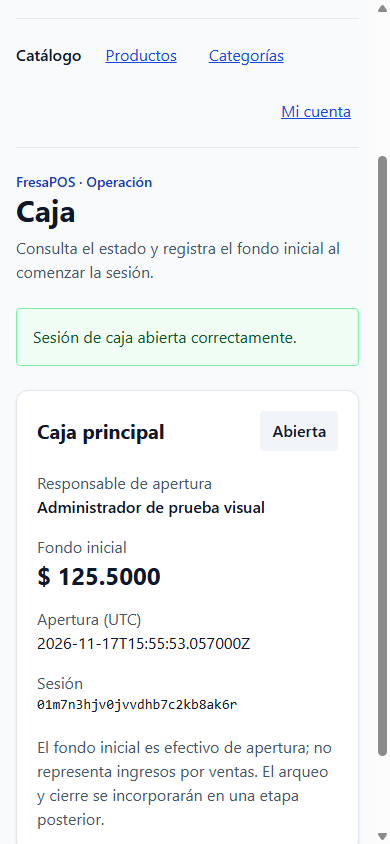 Catálogo Productos Categorías
Mi cuenta
FresaPOS · Operación
Caja
Consulta el estado y registra el fondo inicial al
comenzar la sesión.
Sesión de caja abierta correctamente.
Caja principal Abierta
Responsable de apertura
Administrador de prueba visual
Fondo inicial
$ 125.5000
Apertura (UTC)
2026-11-17T15:55:53.057000Z
Sesión
01m7n3hjv0jvvdhb7c2kb8ak6r
El fondo inicial es efectivo de apertura; no
representa ingresos por ventas. El arqueo
y cierre se incorporarán en una etapa
posterior.